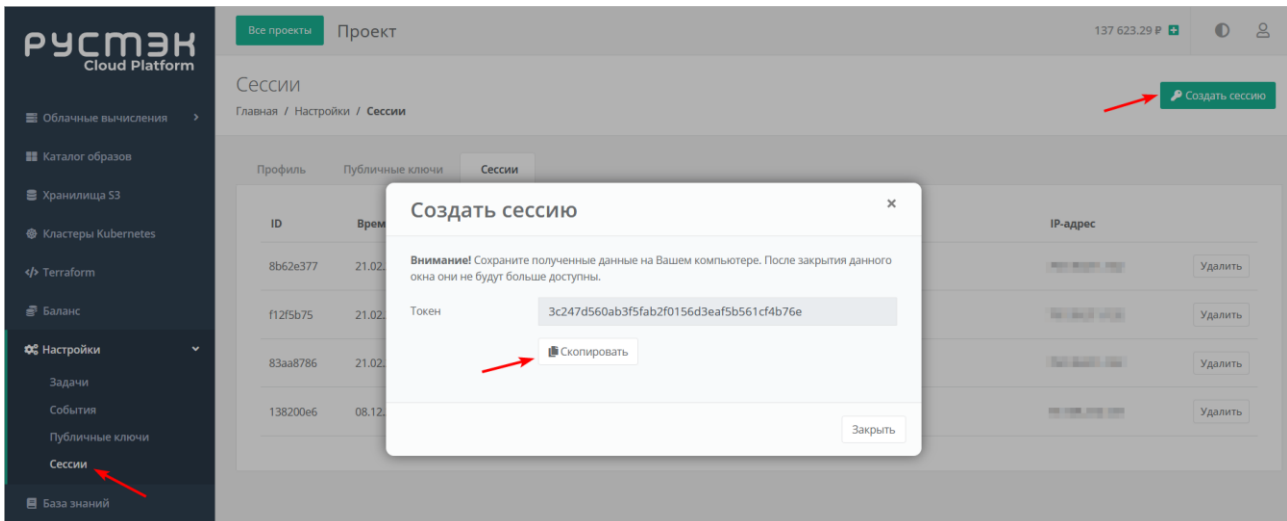 РУСТЭК
Cloud Platform
Облачные вычисления
Каталог образов
Хранилища S3
Кластеры Kubernetes
Terraform
Баланс
Настройки
Задачи
События
Публичные ключи
Сессии
База знаний
Все проекты Проект 137 623.29 ₽
Сессии
Главная / Настройки / Сессии
Создать сессию
Профиль Публичные ключи Сессии
ID IP-адрес
8b62e377 21.02. Удалить
f12f5b75 21.02. Удалить
83aa8786 21.02. Удалить
138200e6 08.12. Удалить
Создать сессию
Внимание! Сохраните полученные данные на Вашем компьютере. После закрытия данного
окна они не будут больше доступны.
Токен 3c247d560ab3f5fab2f0156d3eaf5b561cf4b76e
Скопировать
Закрыть